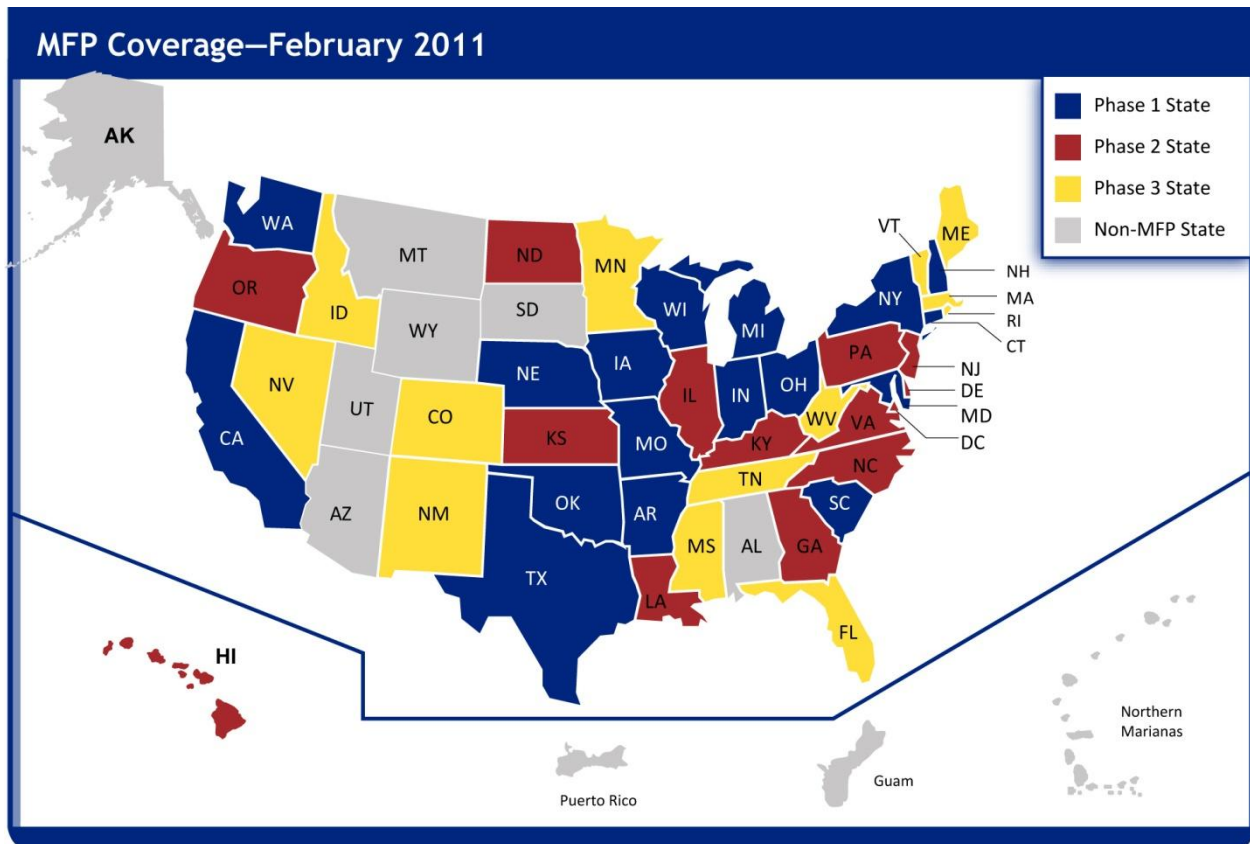 MFP Coverage—February 2011
Phase 1 State
Phase 2 State
Phase 3 State
Non-MFP State
AK
WA
MT
ND
MN
VT
ME
OR
ID
SD
WI
MI
NY
NH
MA
RI
CT
WY
NV
NE
IA
PA
NJ
DE
MD
DC
UT
CO
IL
IN
OH
WV
VA
CA
KS
MO
KY
NC
TN
AZ
NM
OK
AR
SC
MS
AL
GA
TX
LA
FL
HI
Puerto Rico
Guam
Northern
Marianas